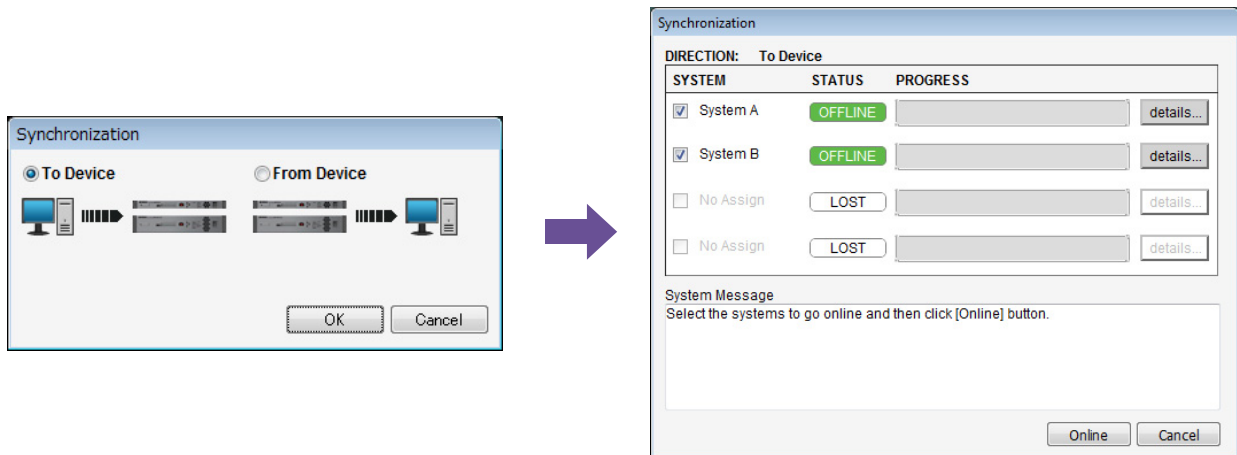 Synchronization
To Device From Device
OK Cancel
Synchronization
DIRECTION: To Device
SYSTEM STATUS PROGRESS
System A OFFLINE details...
System B OFFLINE details...
No Assign LOST details...
No Assign LOST details...
System Message
Select the systems to go online and then click [Online] button.
Online Cancel